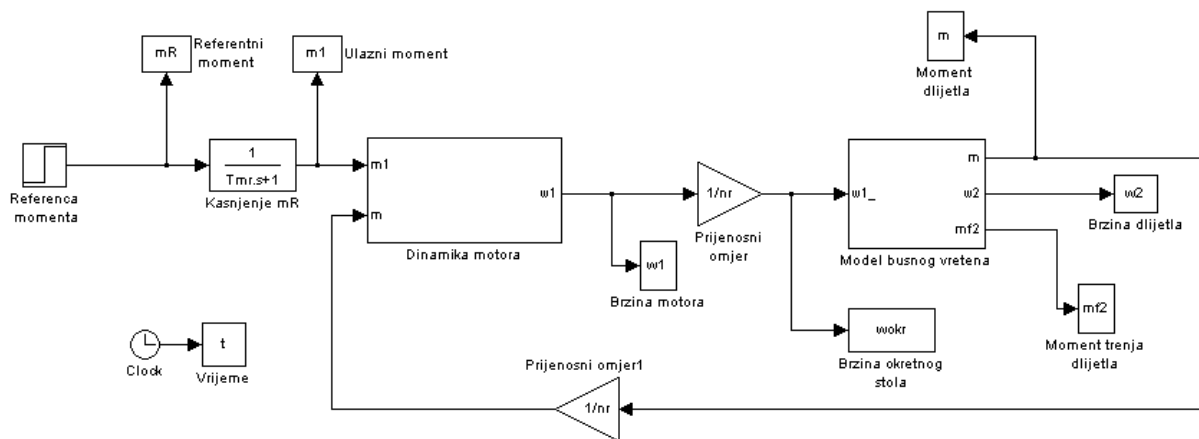 mR
Referentni
moment
m1
Ulazni moment
m
Moment
dlijetla
Referenca
momenta
1
Tmr.s+1
Kasnjenje mR
m1
m
w1
Dinamika motora
1/nr
Prijenosni
omjer
w1_
m
w2
mf2
Model busnog vretena
w2
Brzina dlijetla
w1
Brzina motora
wokr
Brzina okretnog
stola
mf2
Moment trenja
dlijetla
Clock
t
Vrijeme
Prijenosni omjer1
1/nr